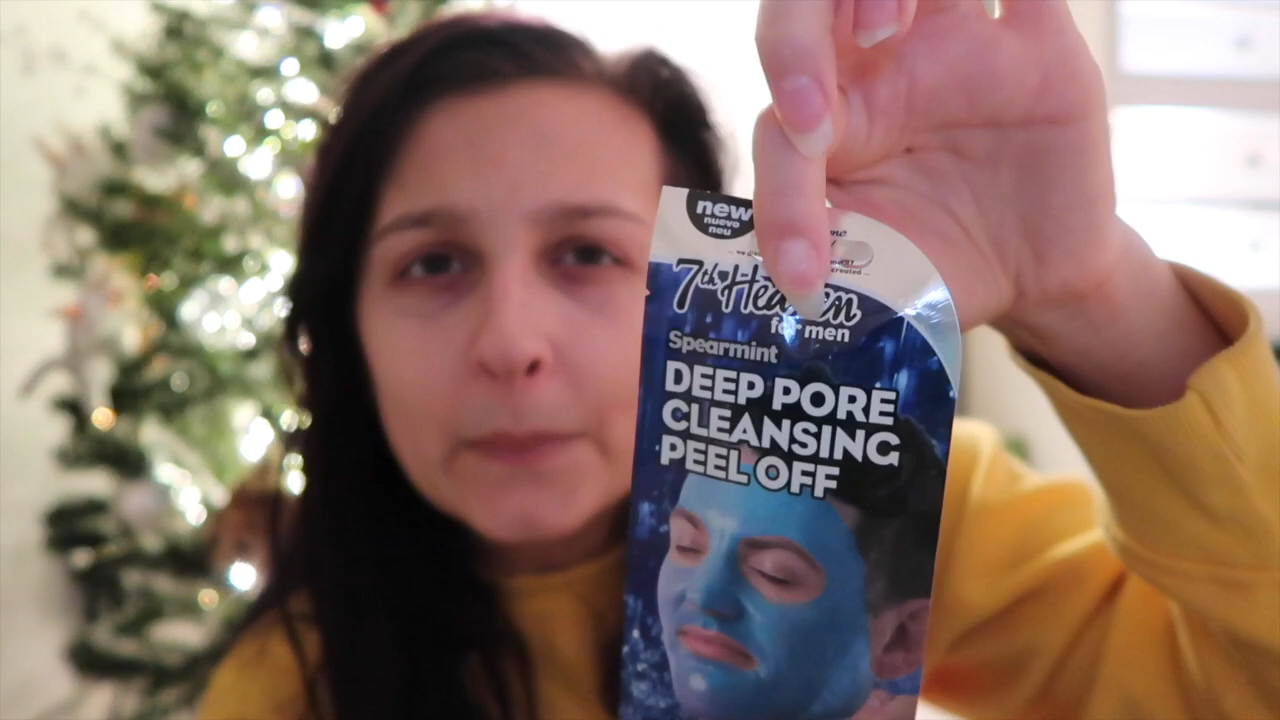 new
nuevo
neu
7th Heaven
for men
Spearmint
DEEP PORE
CLEANSING
PEEL OFF